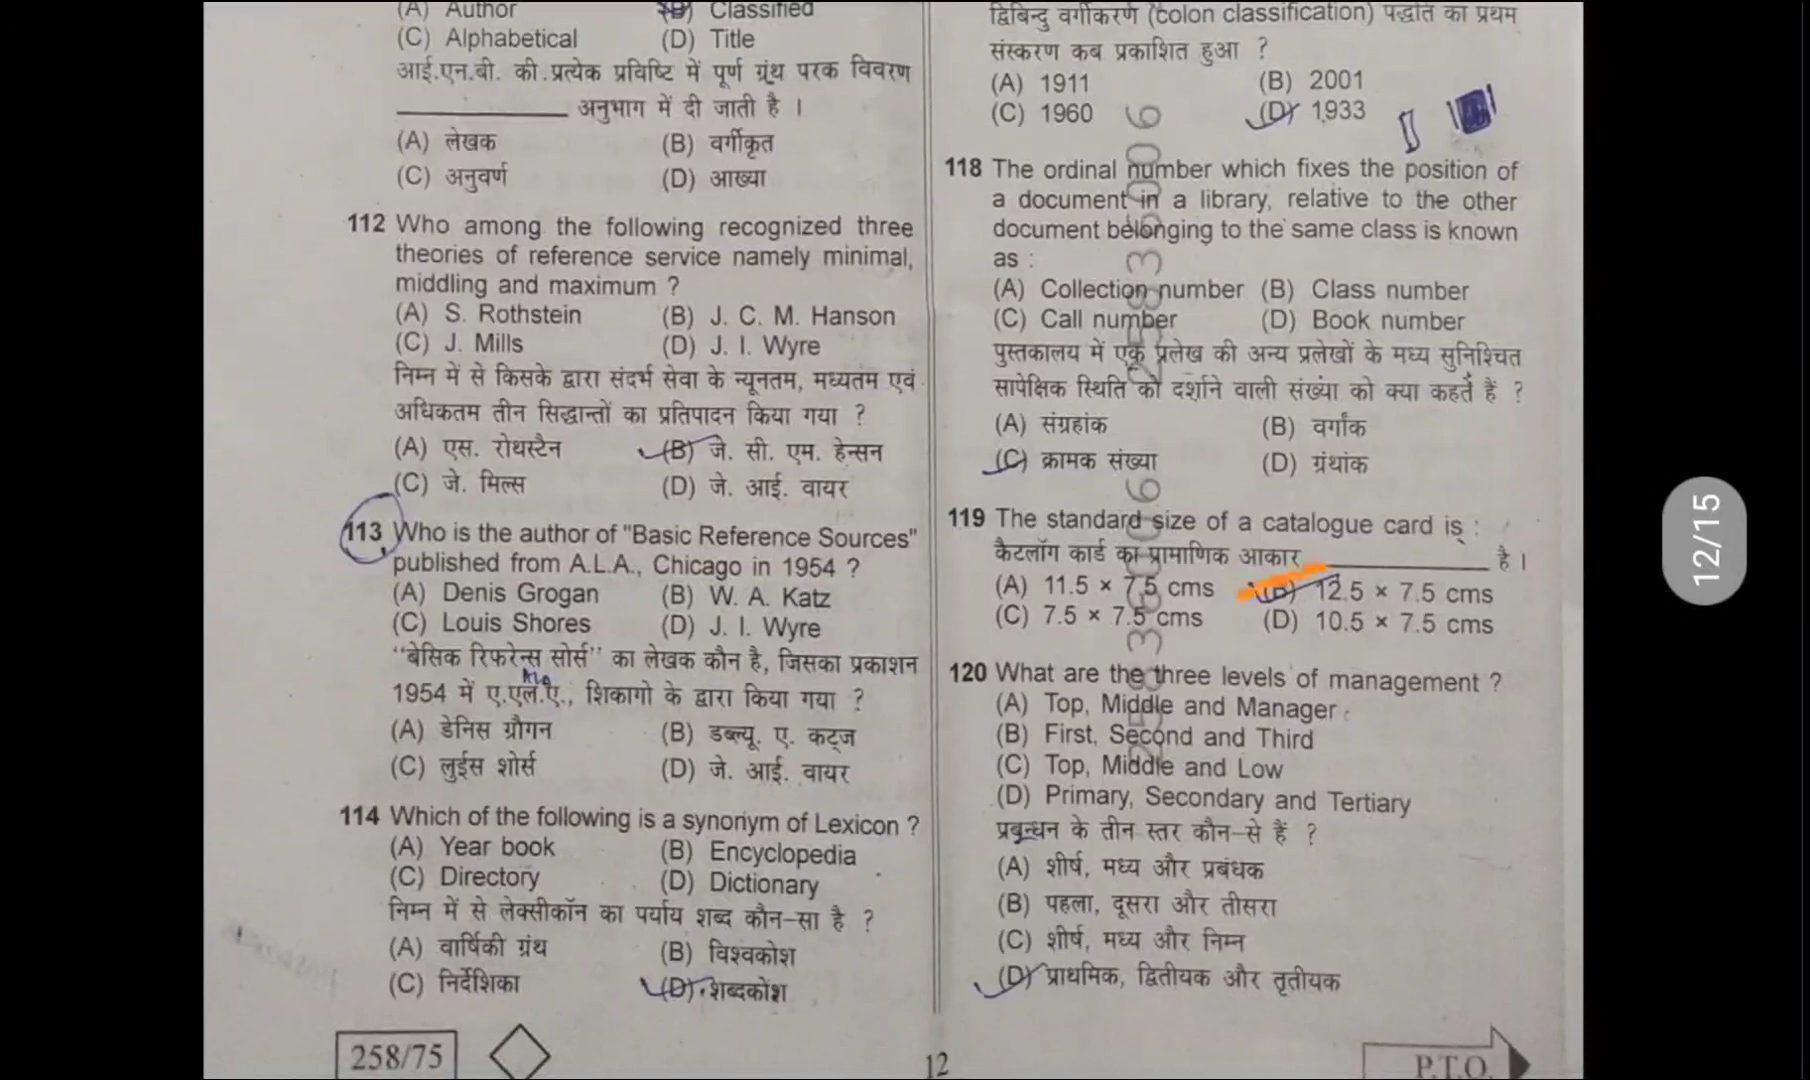 (A) Author (B) Classified
(C) Alphabetical (D) Title
आई.एन.बी. की प्रत्येक प्रविष्टि में पूर्ण ग्रंथ परक विवरण
____________ अनुभाग में दी जाती है ।
(A) लेखक (B) वर्गीकृत
(C) अनुवर्ण (D) आख्या
112 Who among the following recognized three
theories of reference service namely minimal,
middling and maximum ?
(A) S. Rothstein (B) J. C. M. Hanson
(C) J. Mills (D) J. I. Wyre
निम्न में से किसके द्वारा संदर्भ सेवा के न्यूनतम, मध्यतम एवं
अधिकतम तीन सिद्धान्तों का प्रतिपादन किया गया ?
(A) एस. रोथस्टैन (B) जे. सी. एम. हेन्सन
(C) जे. मिल्स (D) जे. आई. वायर
113 Who is the author of "Basic Reference Sources"
published from A.L.A., Chicago in 1954 ?
(A) Denis Grogan (B) W. A. Katz
(C) Louis Shores (D) J. I. Wyre
“बेसिक रिफरेन्स सोर्स” का लेखक कौन है, जिसका प्रकाशन
1954 में ए.एल.ए., शिकागो के द्वारा किया गया ?
(A) डेनिस ग्रौगन (B) डब्ल्यू. ए. कट्ज
(C) लुईस शोर्स (D) जे. आई. वायर
114 Which of the following is a synoriym of Lexicon ?
(A) Year book (B) Encyclopedia
(C) Directory (D) Dictionary
निम्न में से लेक्सीकॉन का पर्याय शब्द कौन-सा है ?
(A) वार्षिकी ग्रंथ (B) विश्वकोश
(C) निर्देशिका (D) शब्दकोंश
258/75
12
द्विबिन्दु वर्गीकरण (colon classification) पद्धति का प्रथम
संस्करण कब प्रकाशित हुआ ?
(A) 1911 (B) 2001
(C) 1960 (D) 1933
118 The ordinal number which fixes the position of
a document in a library, relative to the other
document belonging to the same class is known
as :
(A) Collection number (B) Class number
(C) Call number (D) Book number
पुस्तकालय में एक प्रलेख की अन्य प्रलेखों के मध्य सुनिश्चित
सापेक्षिक स्थिति को दर्शाने वाली संख्या को क्या कहते हैं ?
(A) संग्रहांक (B) वर्गांक
(C) क्रामक संख्या (D) ग्रंथांक
119 The standard size of a catalogue card is :
कैटलॉग कार्ड का प्रामाणिक आकार ____________ है ।
(A) 11.5 × 7.5 cms (B) 12.5 × 7.5 cms
(C) 7.5 × 7.5 cms (D) 10.5 × 7.5 cms
120 What are the three levels of management ?
(A) Top, Middle and Manager
(B) First, Second and Third
(C) Top, Middle and Low
(D) Primary, Secondary and Tertiary
प्रबन्धन के तीन स्तर कौन-से हैं ?
(A) शीर्ष, मध्य और प्रबंधक
(B) पहला, दूसरा और तीसरा
(C) शीर्ष, मध्य और निम्न
(D) प्राथमिक, द्वितीयक और तृतीयक
P.T.O.
12/15